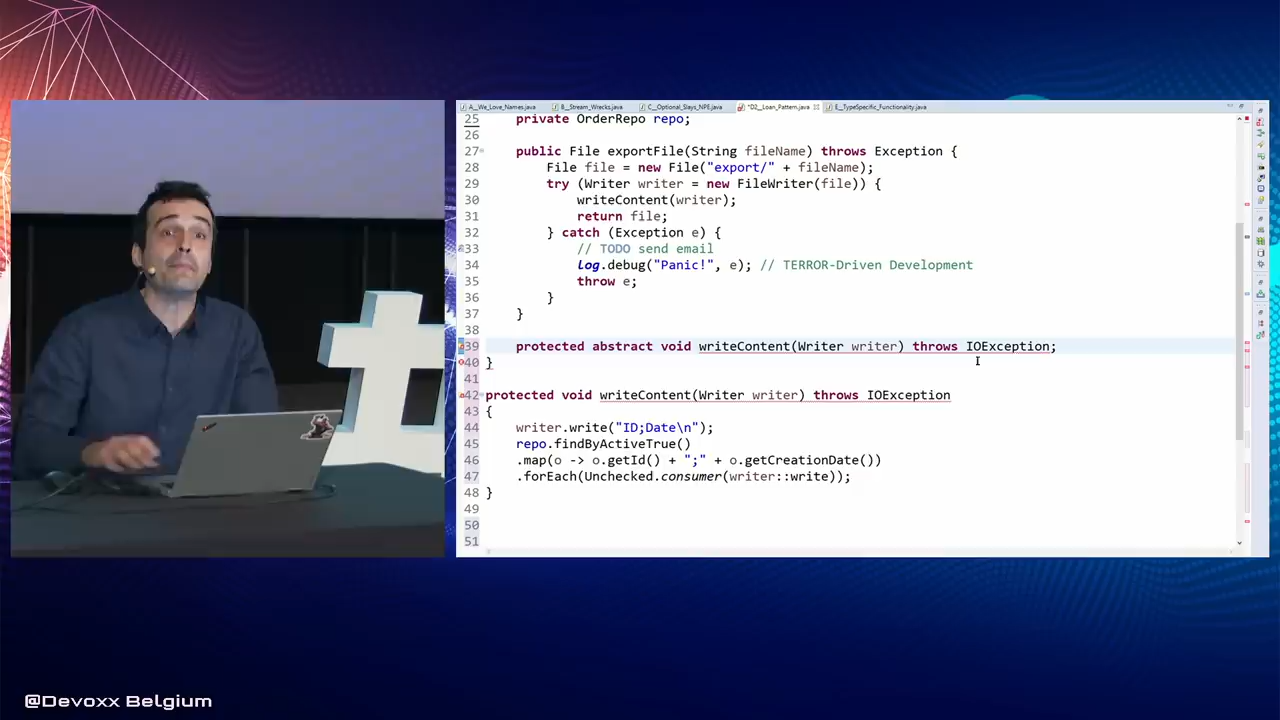 A__We_Love_Names.java
B__Stream_Wrecks.java
C__Optional_Slays_NPE.java
*D2__Loan_Pattern.java
E__TypeSpecific_Functionality.java
25 private OrderRepo repo;
26
27 public File exportFile(String fileName) throws Exception {
28 File file = new File("export/" + fileName);
29 try (Writer writer = new FileWriter(file)) {
30 writeContent(writer);
31 return file;
32 } catch (Exception e) {
33 // TODO send email
34 log.debug("Panic!", e); // TERROR-Driven Development
35 throw e;
36 }
37 }
38
39 protected abstract void writeContent(Writer writer) throws IOException;
40 }
41
42 protected void writeContent(Writer writer) throws IOException
43 {
44 writer.write("ID;Date\n");
45 repo.findByActiveTrue()
46 .map(o -> o.getId() + ";" + o.getCreationDate())
47 .forEach(Unchecked.consumer(writer::write));
48 }
49
50
51
@Devoxx Belgium